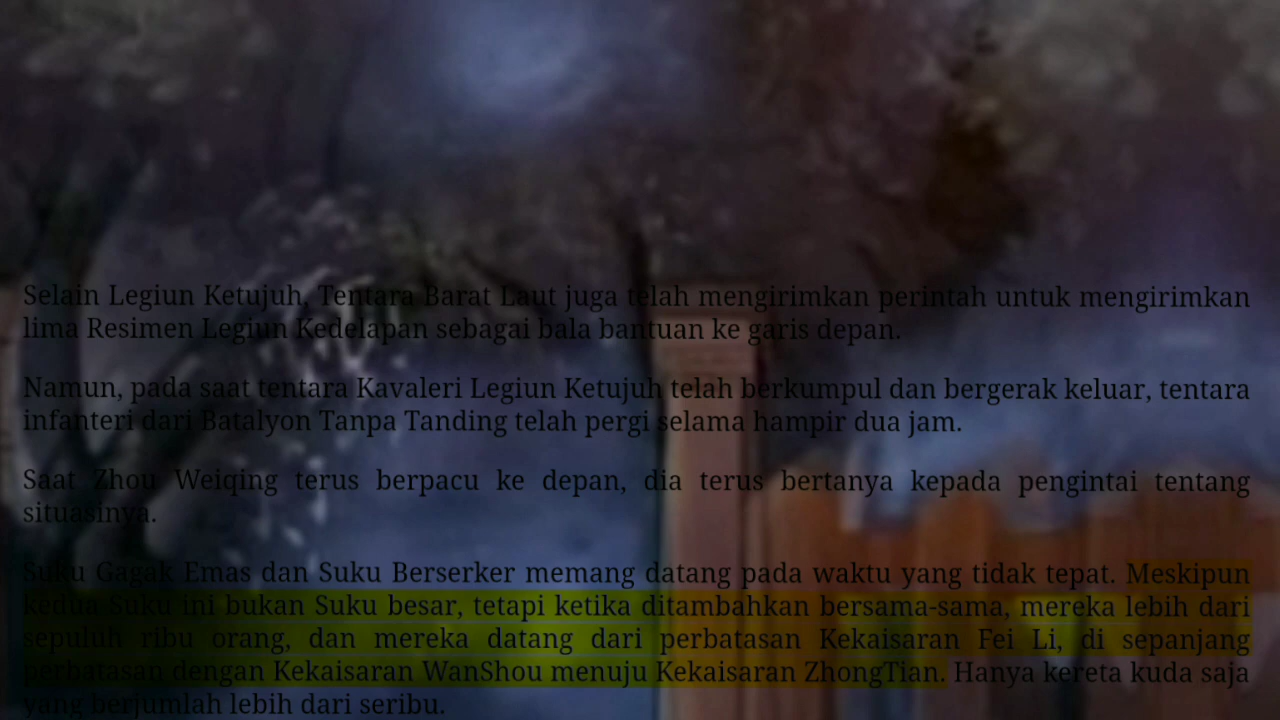 Selain Legiun Ketujuh, Tentara Barat Laut juga telah mengirimkan perintah untuk mengirimkan
lima Resimen Legiun Kedelapan sebagai bala bantuan ke garis depan.
Namun, pada saat tentara Kavaleri Legiun Ketujuh telah berkumpul dan bergerak keluar, tentara
infanteri dari Batalyon Tanpa Tanding telah pergi selama hampir dua jam.
Saat Zhou Weiqing terus berpacu ke depan, dia terus bertanya kepada pengintai tentang
situasinya.
Suku Gagak Emas dan Suku Berserker memang datang pada waktu yang tidak tepat. Meskipun
kedua Suku ini bukan Suku besar, tetapi ketika ditambahkan bersama-sama, mereka lebih dari
sepuluh ribu orang, dan mereka datang dari perbatasan Kekaisaran Fei Li, di sepanjang
perbatasan dengan Kekaisaran WanShou menuju Kekaisaran ZhongTian. Hanya kereta kuda saja
yang berjumlah lebih dari seribu.